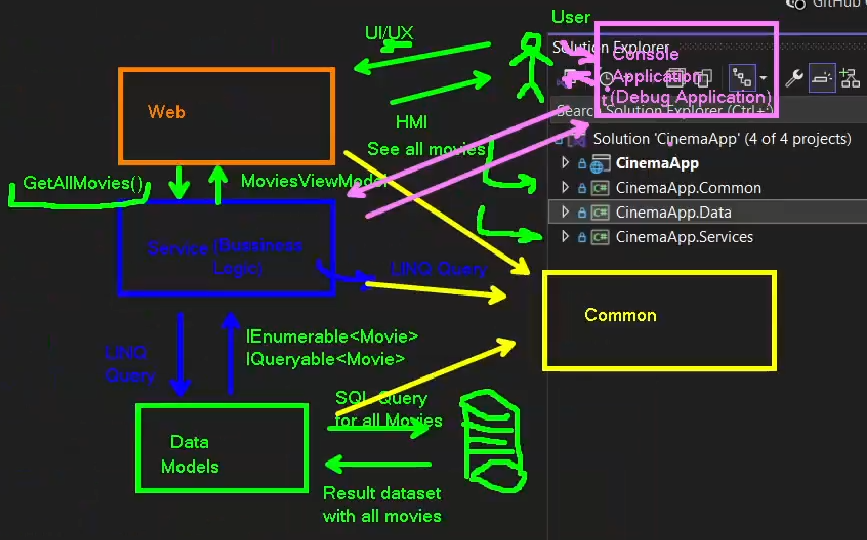 GitHub
User
UI/UX
Solution Explorer
Console
Application
(Debug Application)
Search Solution Explorer (Ctrl+;)
Web
HMI
See all movies
Solution 'CinemaApp' (4 of 4 projects)
CinemaApp
CinemaApp.Common
CinemaApp.Data
CinemaApp.Services
GetAllMovies()
MoviesViewModel
Service (Bussiness
Logic)
LINQ Query
Common
LINQ
Query
IEnumerable<Movie>
IQueryable<Movie>
SQL Query
for all Movies
Data
Models
Result dataset
with all movies